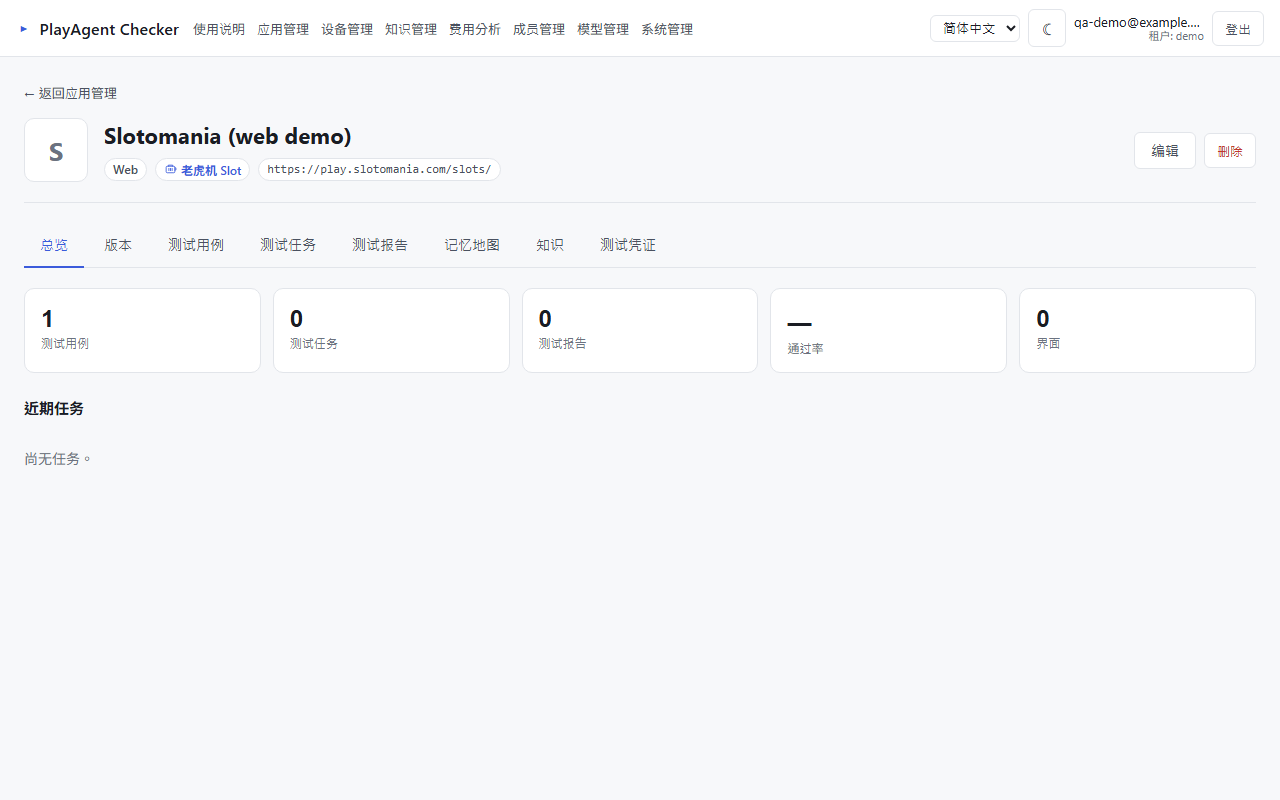 PlayAgent Checker 使用说明 应用管理 设备管理 知识管理 费用分析 成员管理 模型管理 系统管理 简体中文 qa-demo@example.... 登出
租户: demo
← 返回应用管理
S
Slotomania (web demo)
Web 老虎机 Slot https://play.slotomania.com/slots/
编辑 删除
总览 版本 测试用例 测试任务 测试报告 记忆地图 知识 测试凭证
1 0 0 — 0
测试用例 测试任务 测试报告 通过率 界面
近期任务
尚无任务。